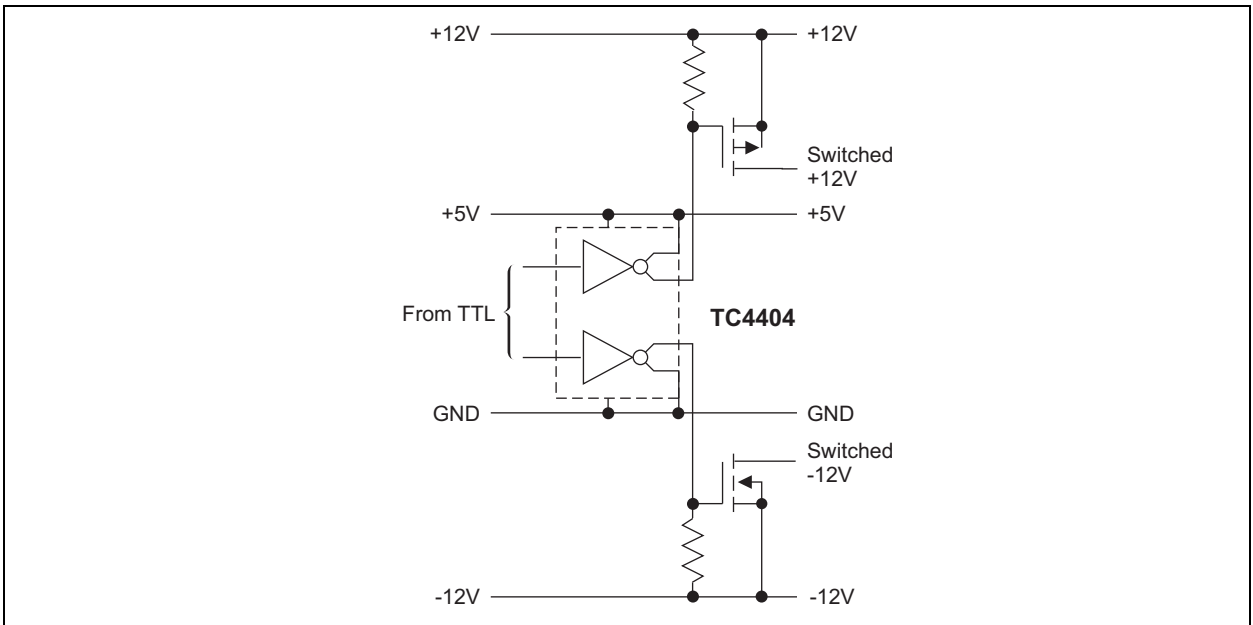 +12V
+12V
Switched
+12V
+5V
+5V
From TTL
TC4404
GND
GND
Switched
-12V
-12V
-12V